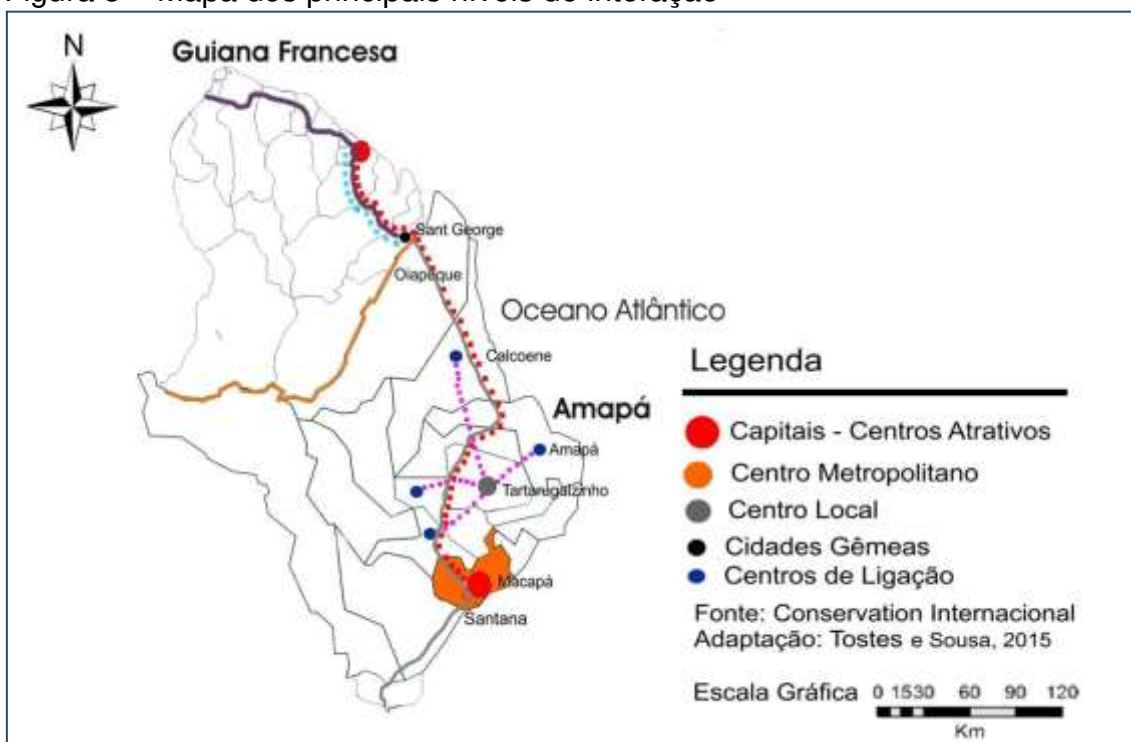 N
Guiana Francesa
Sant George
Oiapoque
Oceano Atlântico
Calcoene
Amapá
Amapá
Tartarugalzinho
Macapá
Santana
Legenda
Capitais - Centros Atrativos
Centro Metropolitano
Centro Local
Cidades Gêmeas
Centros de Ligação
Fonte: Conservation Internacional
Adaptação: Tostes e Sousa, 2015
Escala Gráfica 0 1530 60 90 120
Km